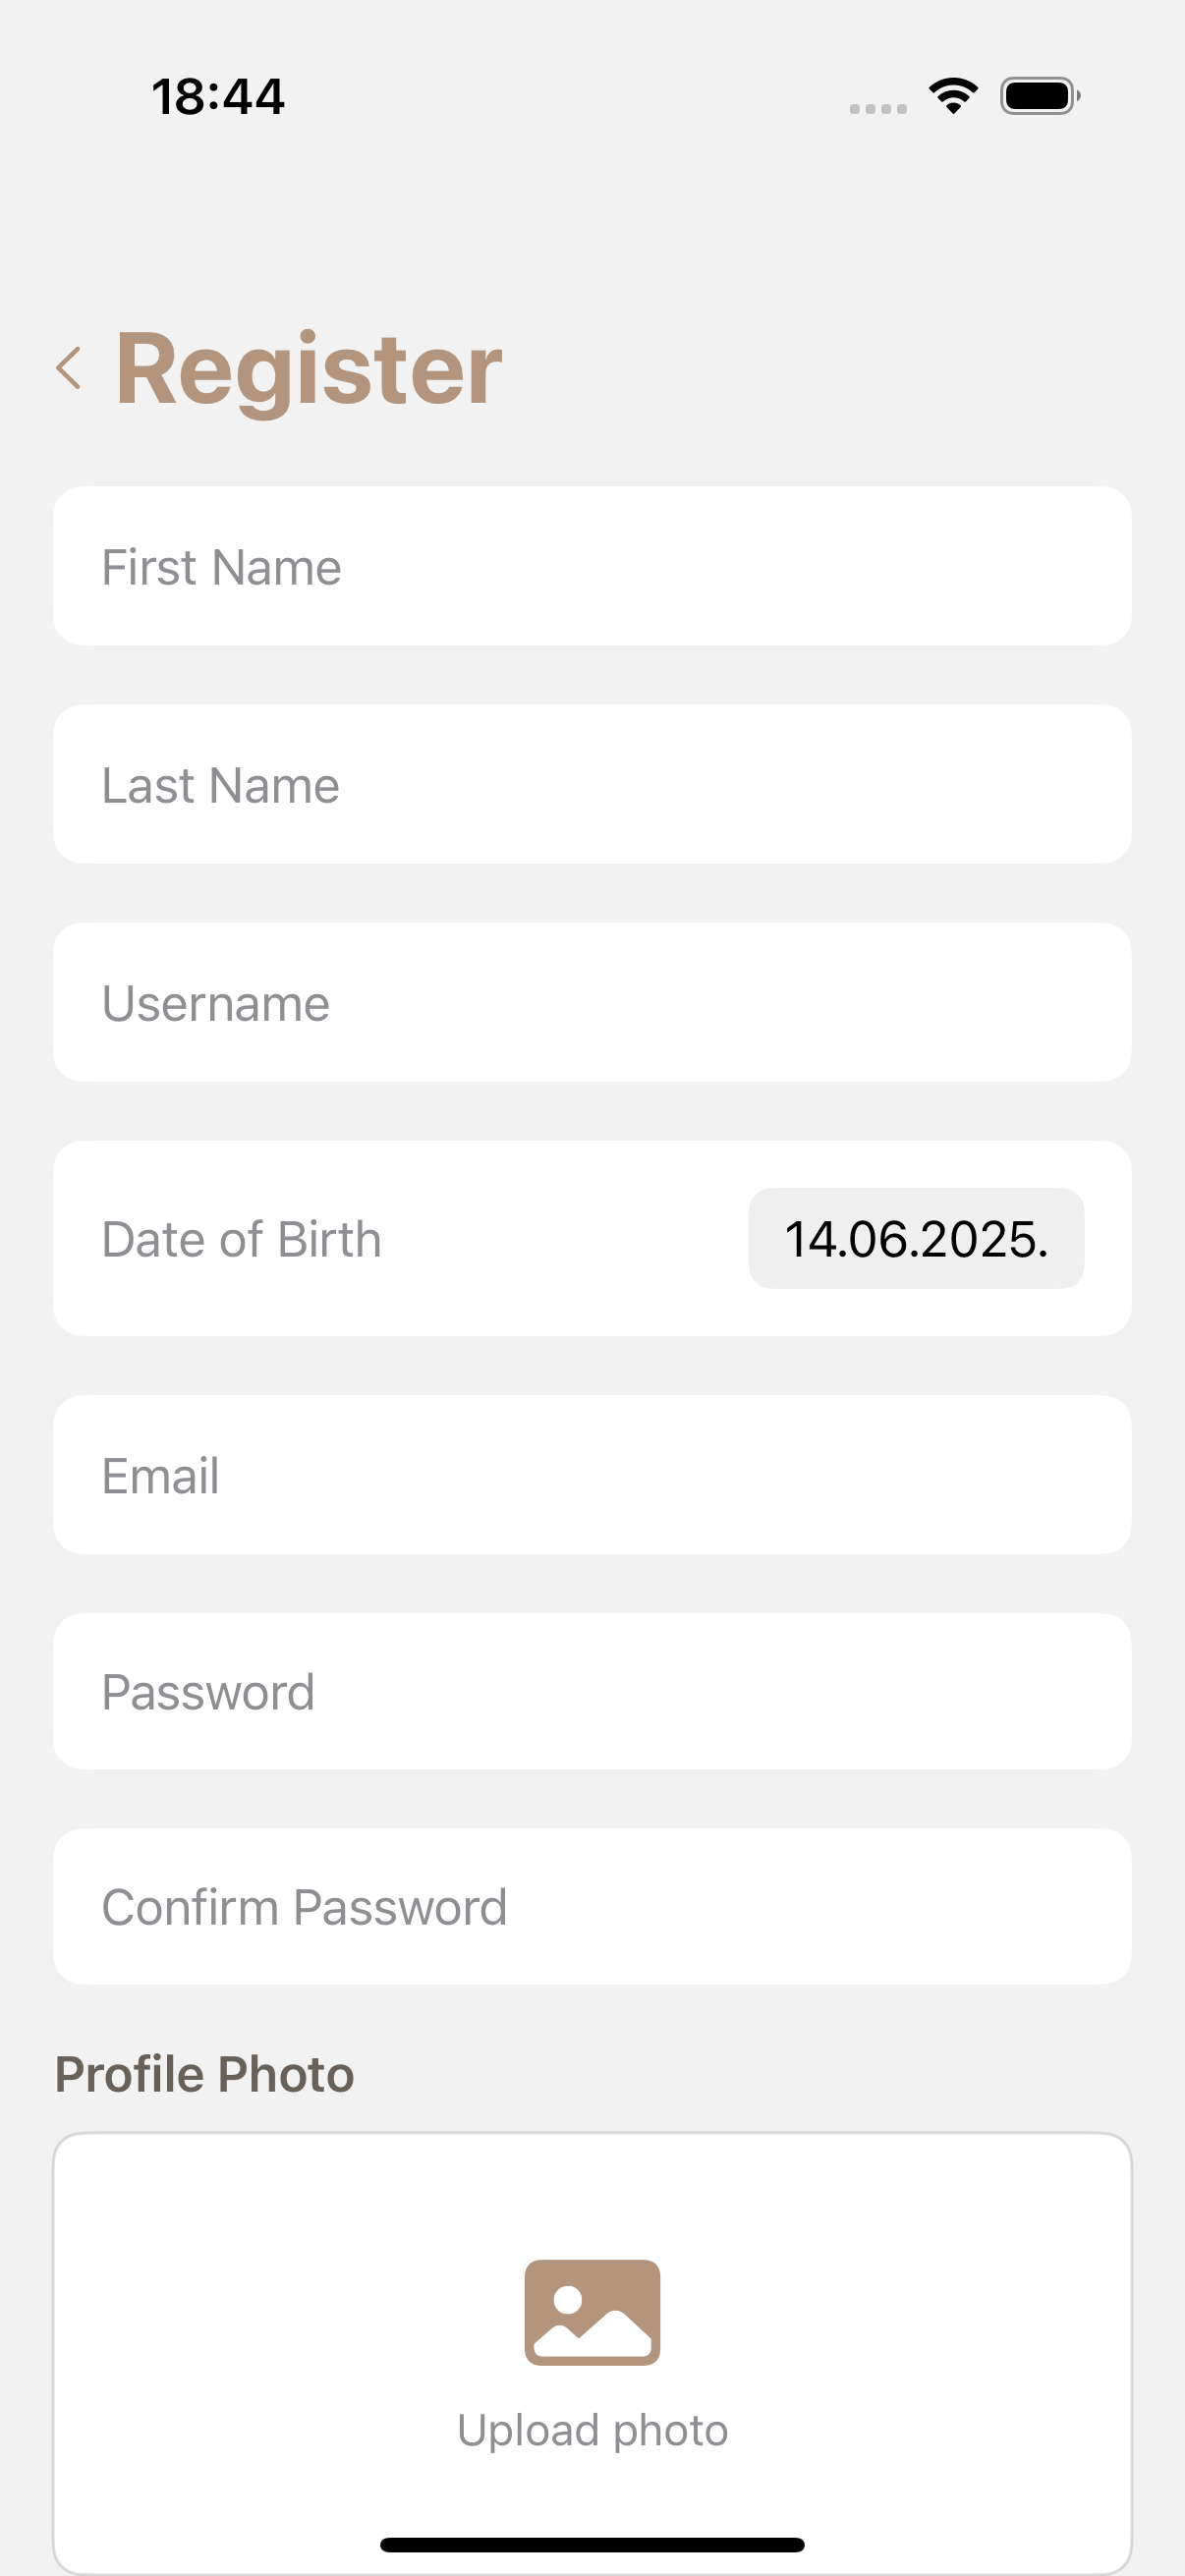 18:44
Register
First Name
Last Name
Username
Date of Birth 14.06.2025.
Email
Password
Confirm Password
Profile Photo
Upload photo